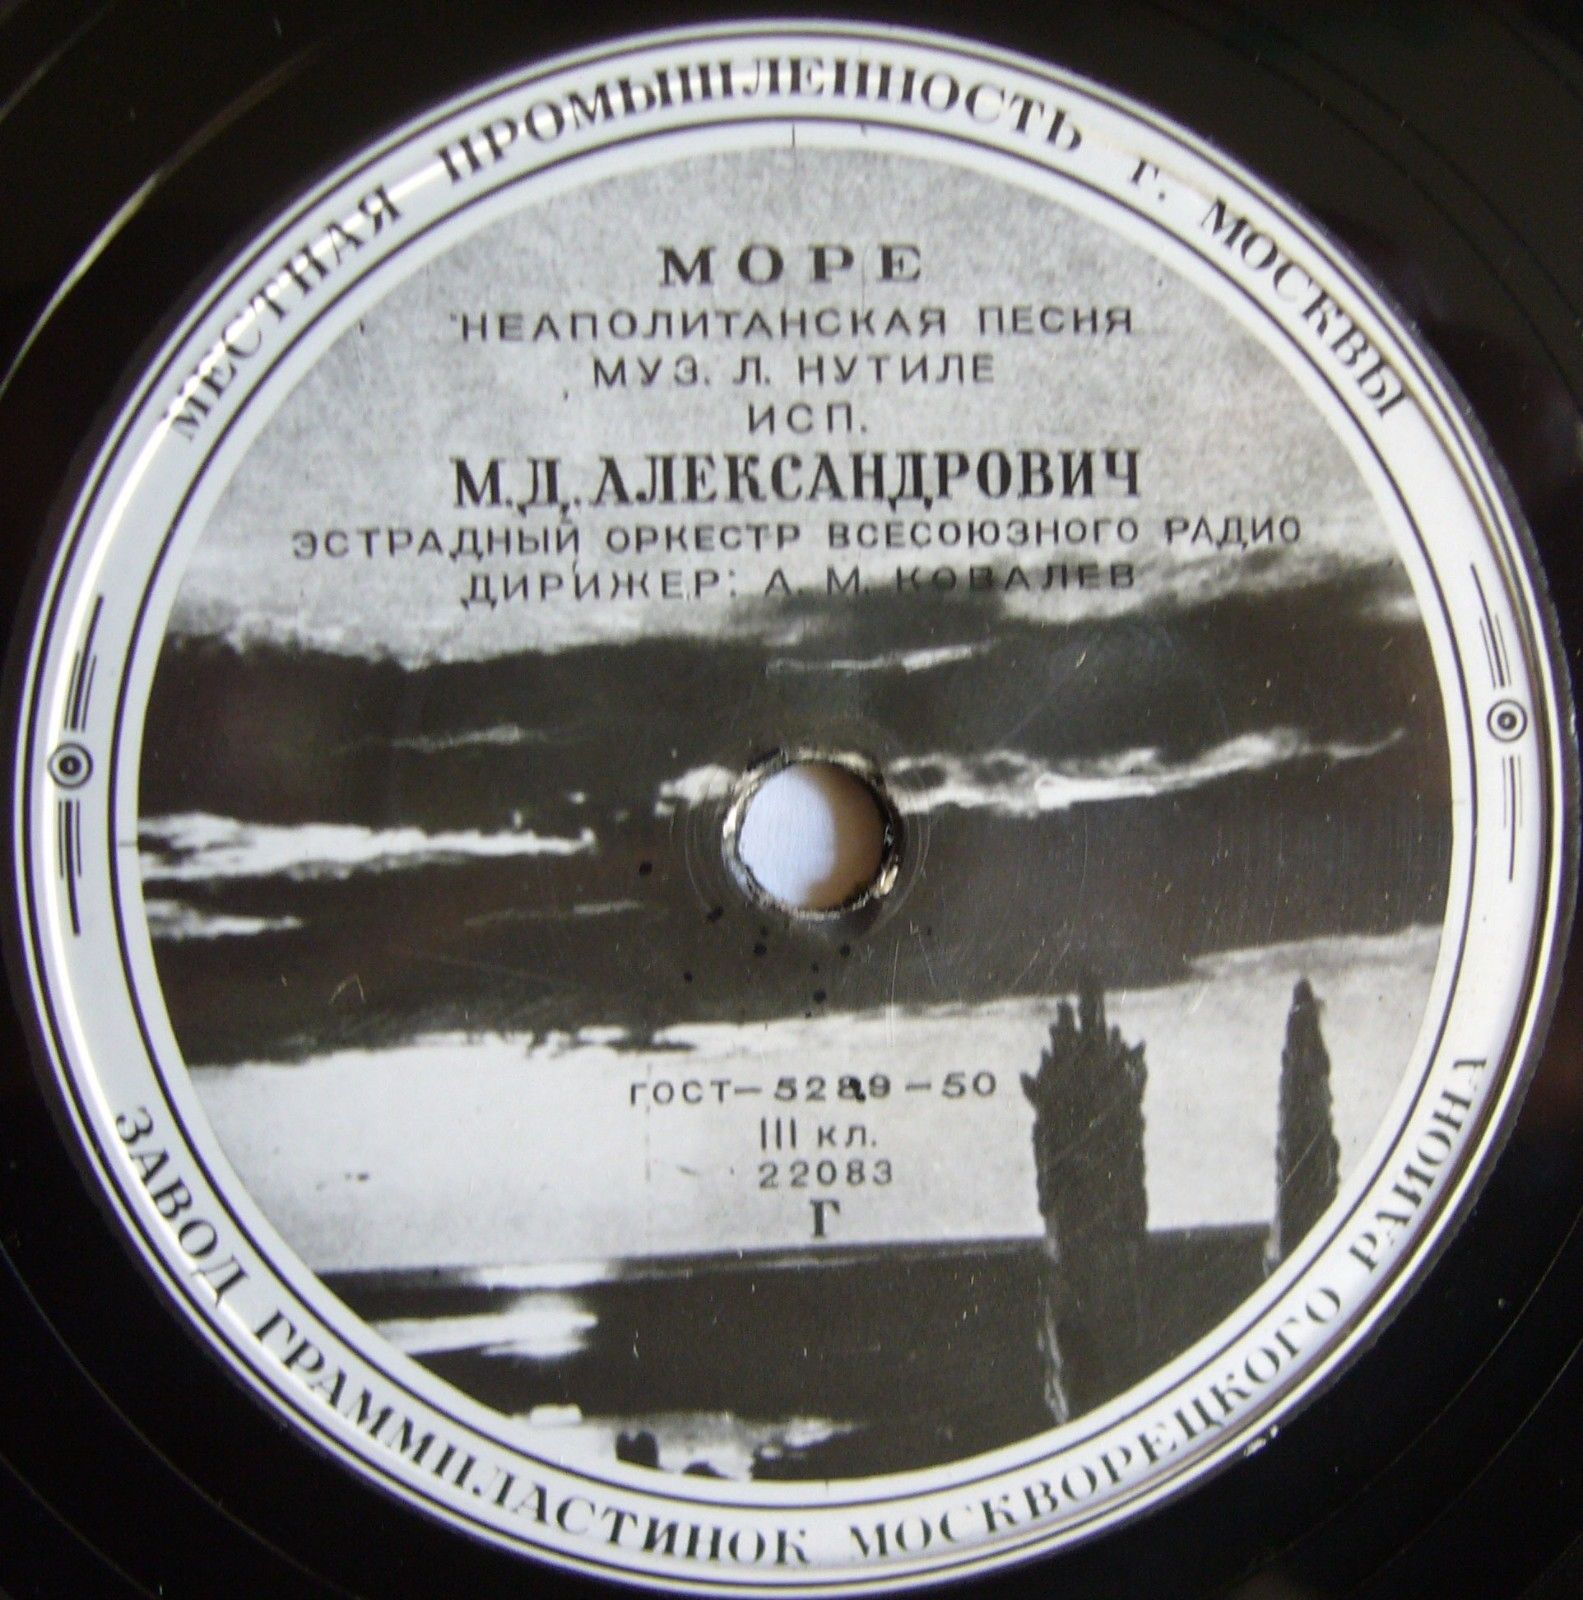 МЕСТНАЯ ПРОМЫШЛЕННОСТЬ Г. МОСКВЫ
МОРЕ
НЕАПОЛИТАНСКАЯ ПЕСНЯ
МУЗ. Л. НУТИЛЕ
ИСП.
М.Д. АЛЕКСАНДРОВИЧ
ЭСТРАДНЫЙ ОРКЕСТР ВСЕСОЮЗНОГО РАДИО
ДИРИЖЕР: А. М. КОВАЛЕВ
ГОСТ-5289-50
III КЛ.
22083
Г
ЗАВОД ГРАММПЛАСТИНОК МОСКВОРЕЦКОГО РАЙОНА